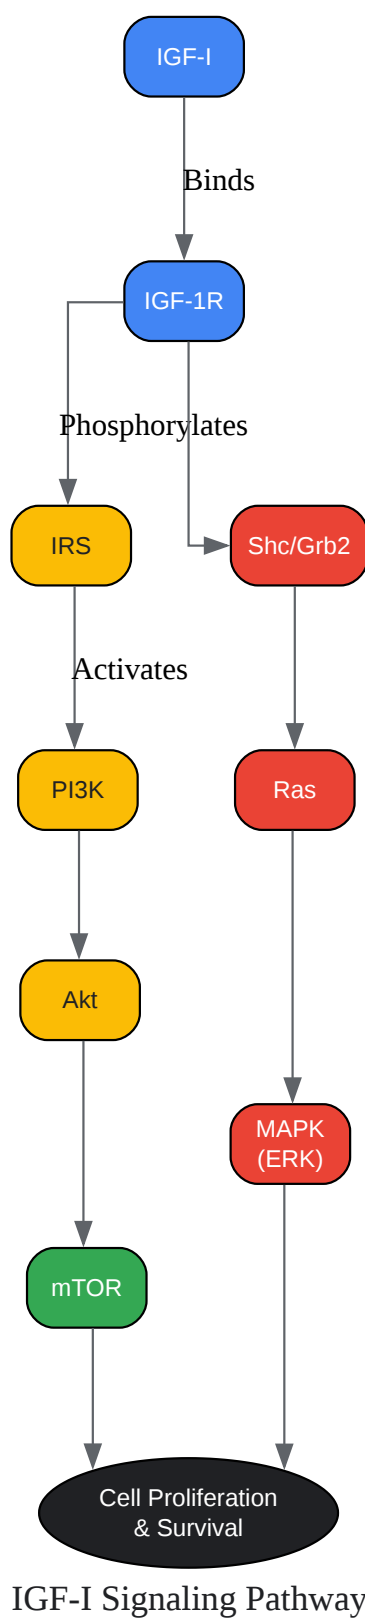 IGF-I
Binds
IGF-1R
Phosphorylates
IRS
Shc/Grb2
Activates
PI3K
Ras
Akt
MAPK
(ERK)
mTOR
Cell Proliferation
& Survival
IGF-I Signaling Pathway